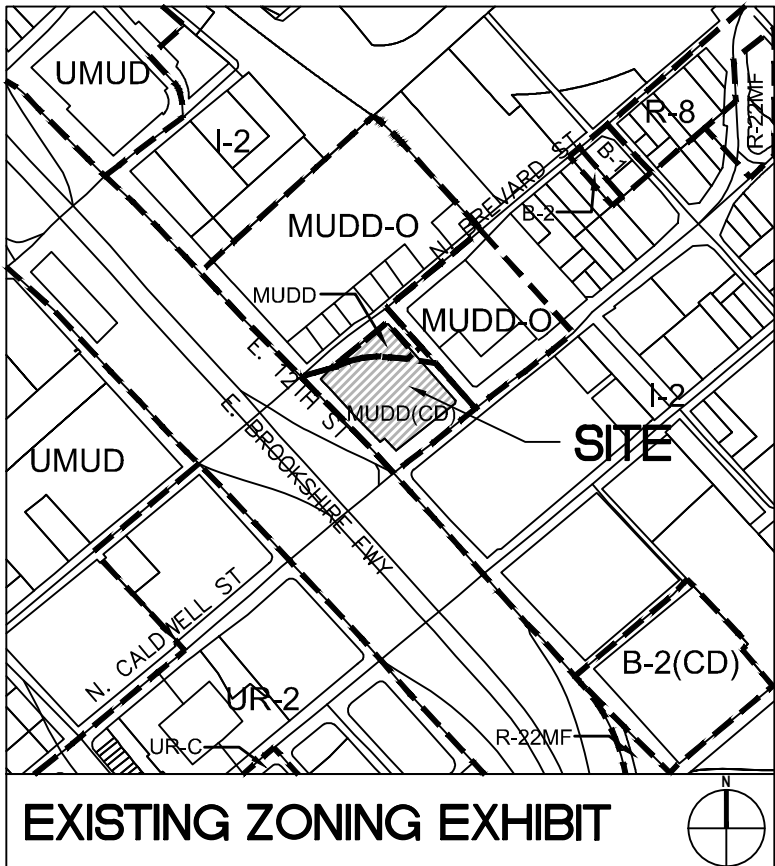 UMUD
I-2
R-8
R-22MF
B-1
N. BREVARD ST
B-2
MUDD-O
MUDD
MUDD-O
E. 12TH ST
MUDD(CD)
I-2
SITE
E. BROOKSHIRE FWY
UMUD
N. CALDWELL ST
B-2(CD)
UR-2
UR-C
R-22MF
EXISTING ZONING EXHIBIT
N